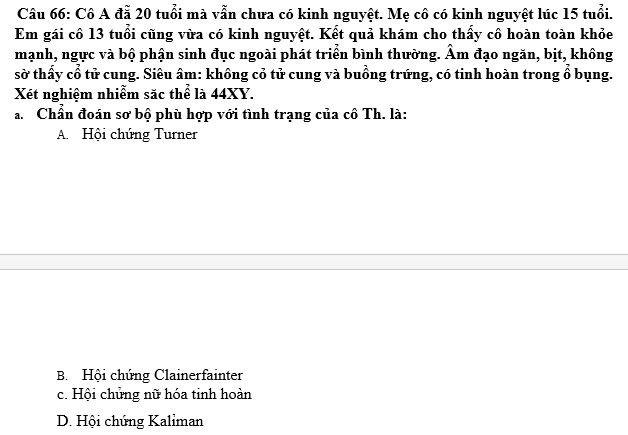 Câu 66: Cô A đã 20 tuổi mà vẫn chưa có kinh nguyệt. Mẹ cô có kinh nguyệt lúc 15 tuổi.
Em gái cô 13 tuổi cũng vừa có kinh nguyệt. Kết quả khám cho thấy cô hoàn toàn khỏe
mạnh, ngực và bộ phận sinh dục ngoài phát triển bình thường. Âm đạo ngăn, bịt, không
sờ thấy cổ tử cung. Siêu âm: không cỏ tử cung và buồng trứng, có tinh hoàn trong ổ bụng.
Xét nghiệm nhiễm săc thể là 44XY.
a. Chẩn đoán sơ bộ phù hợp với tình trạng của cô Th. là:
A. Hội chứng Turner
B. Hội chứng Clainerfainter
c. Hội chửng nữ hóa tinh hoàn
D. Hội chứng Kaliman